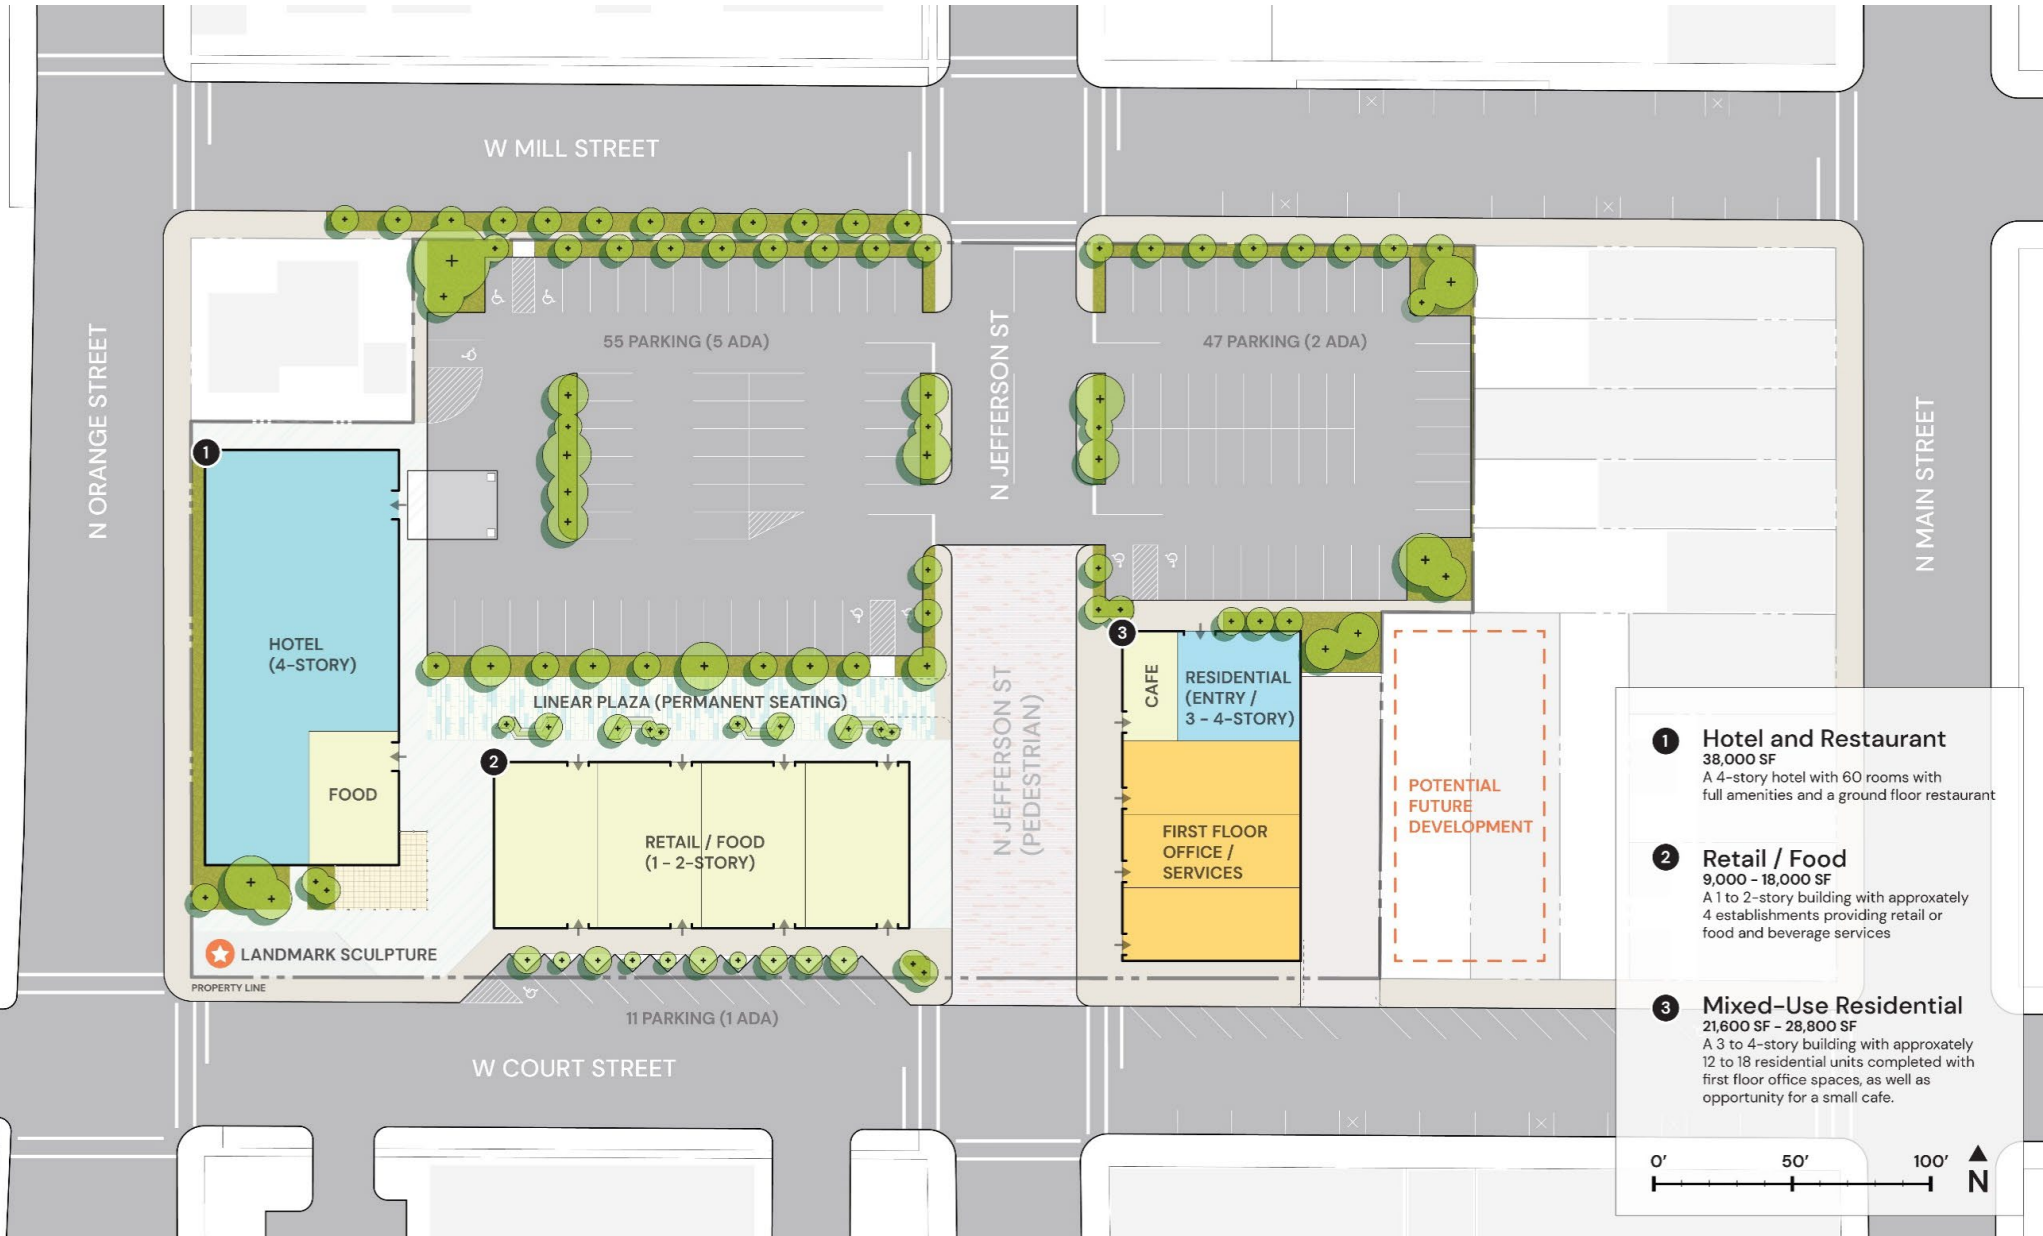 W MILL STREET
55 PARKING (5 ADA)
47 PARKING (2 ADA)
N ORANGE STREET
N JEFFERSON ST
N MAIN STREET
1
HOTEL
(4-STORY)
FOOD
LINEAR PLAZA (PERMANENT SEATING)
2
RETAIL / FOOD
(1 - 2-STORY)
N JEFFERSON ST
(PEDESTRIAN)
3
CAFE
RESIDENTIAL
(ENTRY /
3 - 4-STORY)
FIRST FLOOR
OFFICE /
SERVICES
POTENTIAL
FUTURE
DEVELOPMENT
LANDMARK SCULPTURE
PROPERTY LINE
11 PARKING (1 ADA)
W COURT STREET
1 Hotel and Restaurant
38,000 SF
A 4-story hotel with 60 rooms with
full amenities and a ground floor restaurant
2 Retail / Food
9,000 - 18,000 SF
A 1 to 2-story building with approxately
4 establishments providing retail or
food and beverage services
3 Mixed-Use Residential
21,600 SF - 28,800 SF
A 3 to 4-story building with approxately
12 to 18 residential units completed with
first floor office spaces, as well as
opportunity for a small cafe.
0' 50' 100'
N